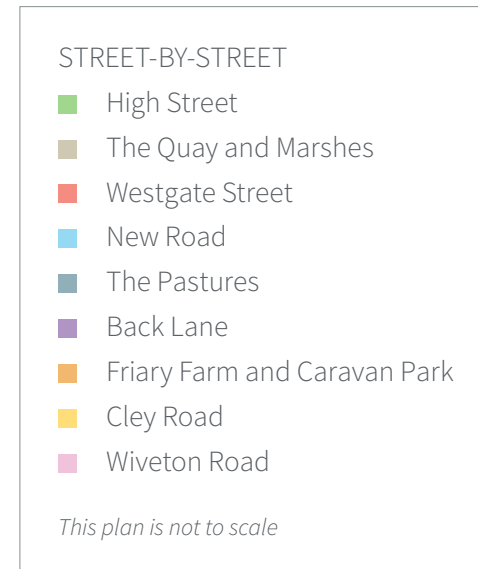 STREET-BY-STREET
High Street
The Quay and Marshes
Westgate Street
New Road
The Pastures
Back Lane
Friary Farm and Caravan Park
Cley Road
Wiveton Road
This plan is not to scale